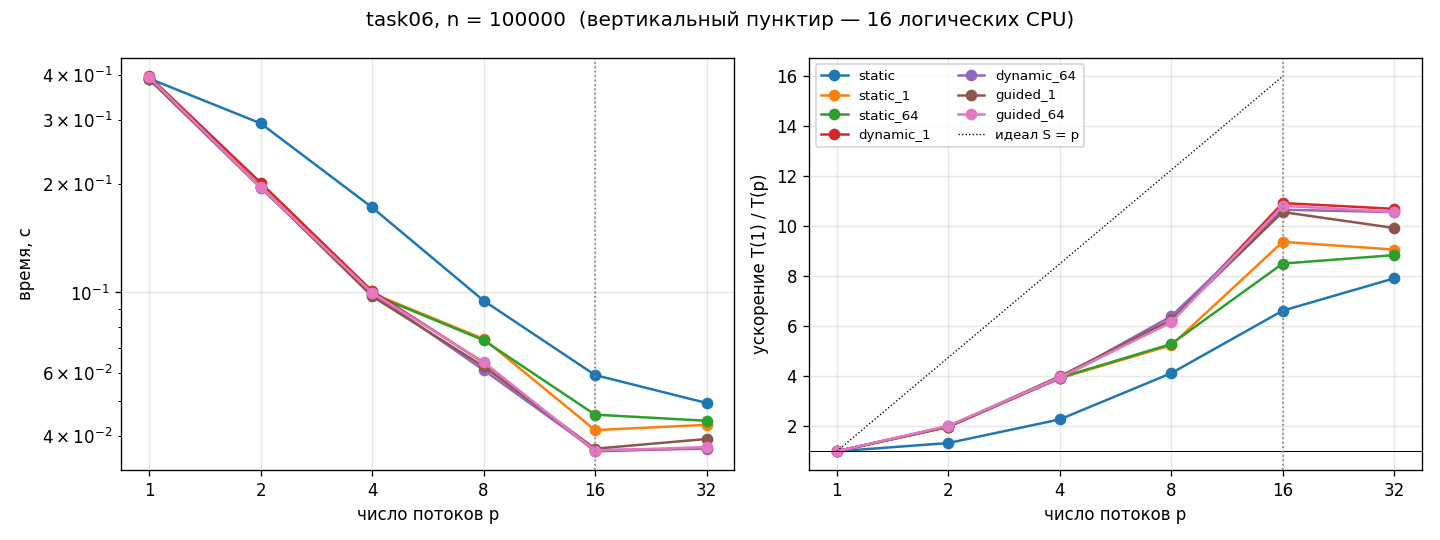 task06, n = 100000 (вертикальный пунктир — 16 логических CPU)
время, с
4 × 10⁻¹
3 × 10⁻¹
2 × 10⁻¹
10⁻¹
6 × 10⁻²
4 × 10⁻²
1 2 4 8 16 32
число потоков p
ускорение T(1) / T(p)
16
14
12
10
8
6
4
2
static
static_1
static_64
dynamic_1
dynamic_64
guided_1
guided_64
идеал S = p
1 2 4 8 16 32
число потоков p